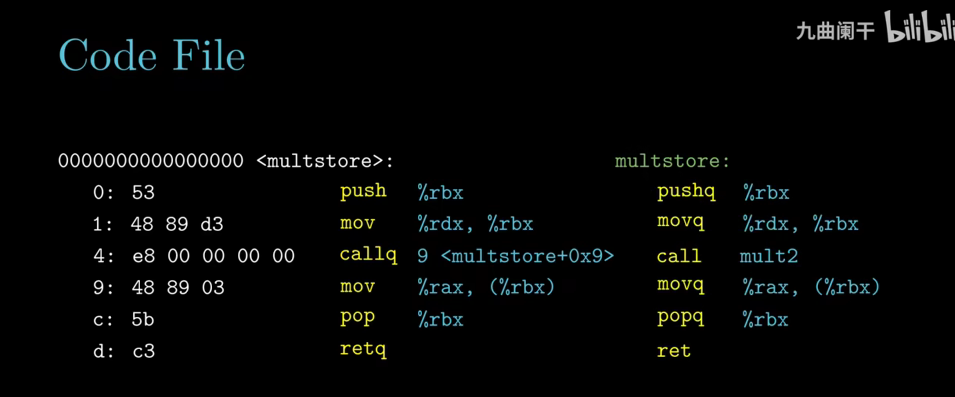 九曲阑干 bilibili
Code File
0000000000000000 <multstore>: multstore:
0: 53 push %rbx pushq %rbx
1: 48 89 d3 mov %rdx, %rbx movq %rdx, %rbx
4: e8 00 00 00 00 callq 9 <multstore+0x9> call mult2
9: 48 89 03 mov %rax, (%rbx) movq %rax, (%rbx)
c: 5b pop %rbx popq %rbx
d: c3 retq ret